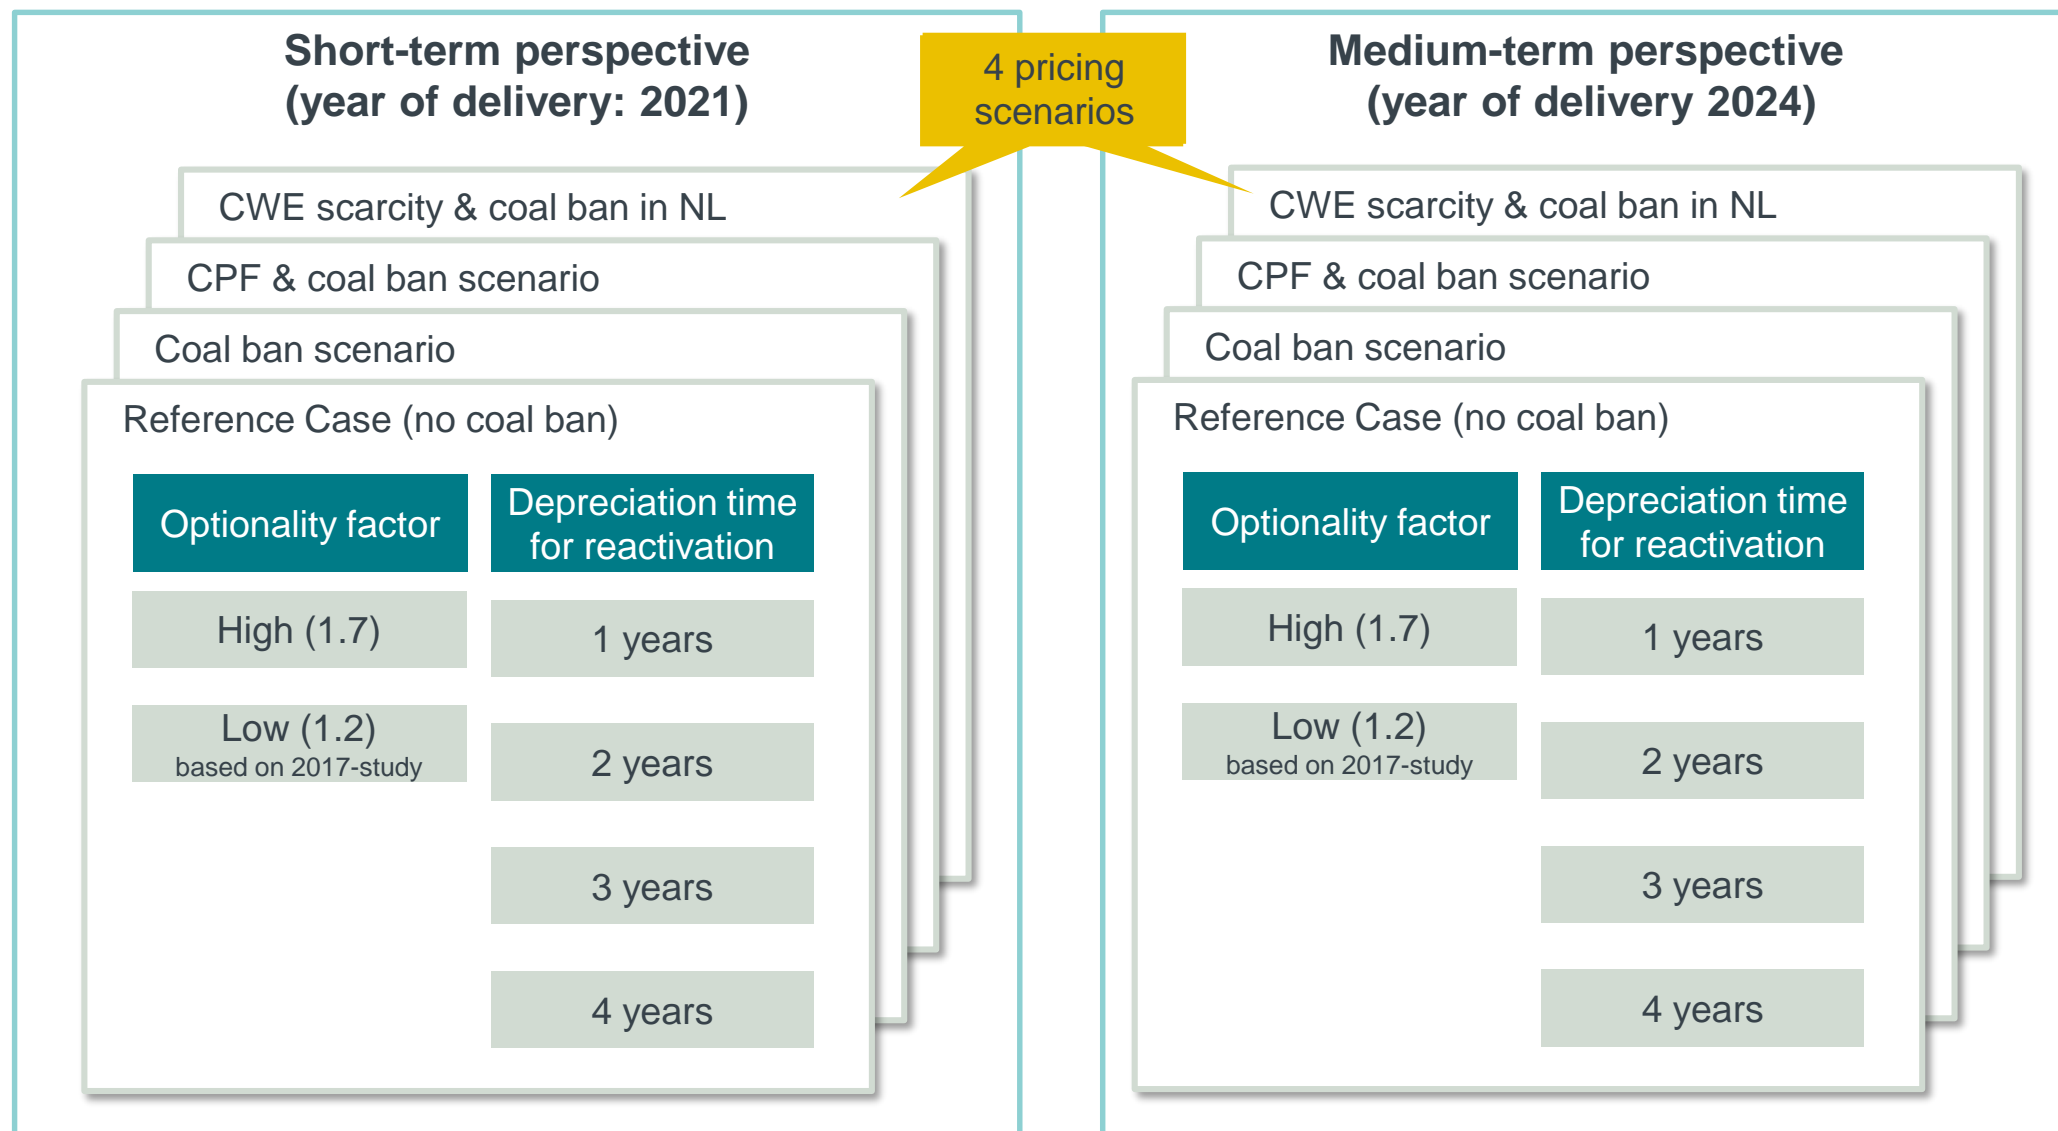 Short-term perspective
(year of delivery: 2021)
4 pricing
scenarios
Medium-term perspective
(year of delivery 2024)
CWE scarcity & coal ban in NL
CPF & coal ban scenario
Coal ban scenario
Reference Case (no coal ban)
Optionality factor
Depreciation time
for reactivation
High (1.7)
1 years
Low (1.2)
based on 2017-study
2 years
3 years
4 years
CWE scarcity & coal ban in NL
CPF & coal ban scenario
Coal ban scenario
Reference Case (no coal ban)
Optionality factor
Depreciation time
for reactivation
High (1.7)
1 years
Low (1.2)
based on 2017-study
2 years
3 years
4 years